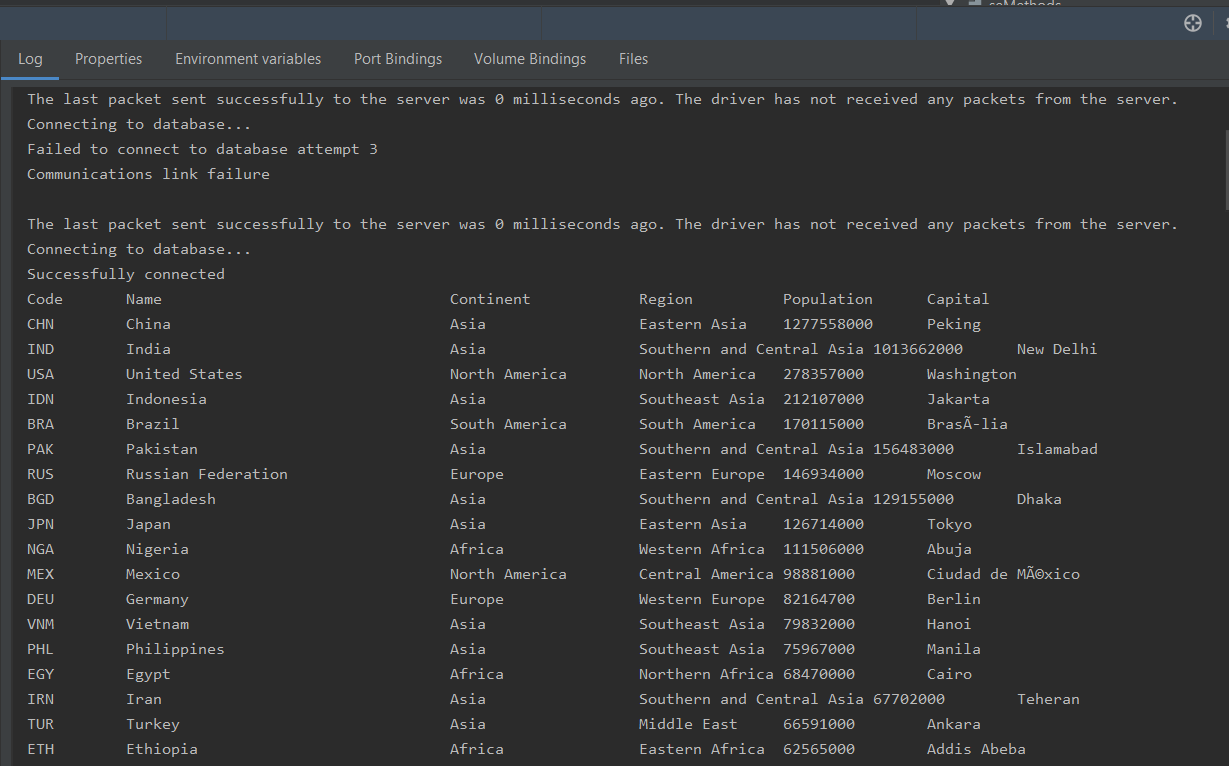 Log Properties Environment variables Port Bindings Volume Bindings Files
The last packet sent successfully to the server was 0 milliseconds ago. The driver has not received any packets from the server.
Connecting to database...
Failed to connect to database attempt 3
Communications link failure
The last packet sent successfully to the server was 0 milliseconds ago. The driver has not received any packets from the server.
Connecting to database...
Successfully connected
Code Name Continent Region Population Capital
CHN China Asia Eastern Asia 1277558000 Peking
IND India Asia Southern and Central Asia 1013662000 New Delhi
USA United States North America North America 278357000 Washington
IDN Indonesia Asia Southeast Asia 212107000 Jakarta
BRA Brazil South America South America 170115000 BrasÃ-lia
PAK Pakistan Asia Southern and Central Asia 156483000 Islamabad
RUS Russian Federation Europe Eastern Europe 146934000 Moscow
BGD Bangladesh Asia Southern and Central Asia 129155000 Dhaka
JPN Japan Asia Eastern Asia 126714000 Tokyo
NGA Nigeria Africa Western Africa 111506000 Abuja
MEX Mexico North America Central America 98881000 Ciudad de MÃ©xico
DEU Germany Europe Western Europe 82164700 Berlin
VNM Vietnam Asia Southeast Asia 79832000 Hanoi
PHL Philippines Asia Southeast Asia 75967000 Manila
EGY Egypt Africa Northern Africa 68470000 Cairo
IRN Iran Asia Southern and Central Asia 67702000 Teheran
TUR Turkey Asia Middle East 66591000 Ankara
ETH Ethiopia Africa Eastern Africa 62565000 Addis Abeba